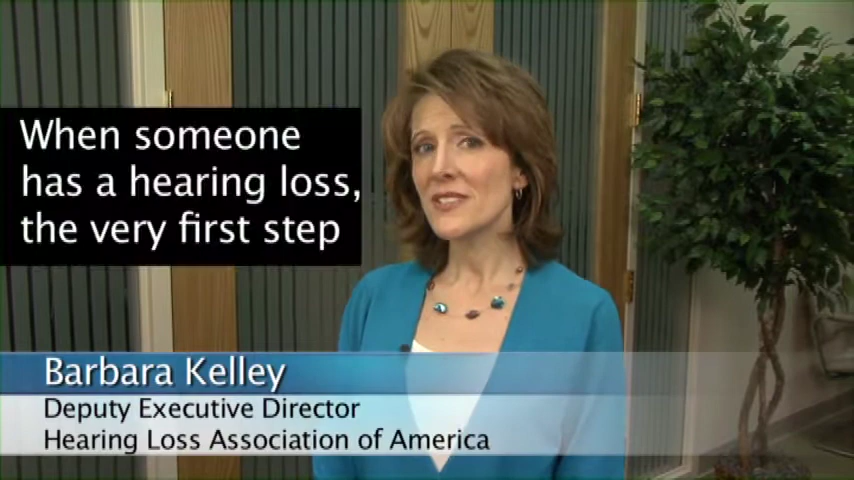 When someone
has a hearing loss,
the very first step
Barbara Kelley
Deputy Executive Director
Hearing Loss Association of America